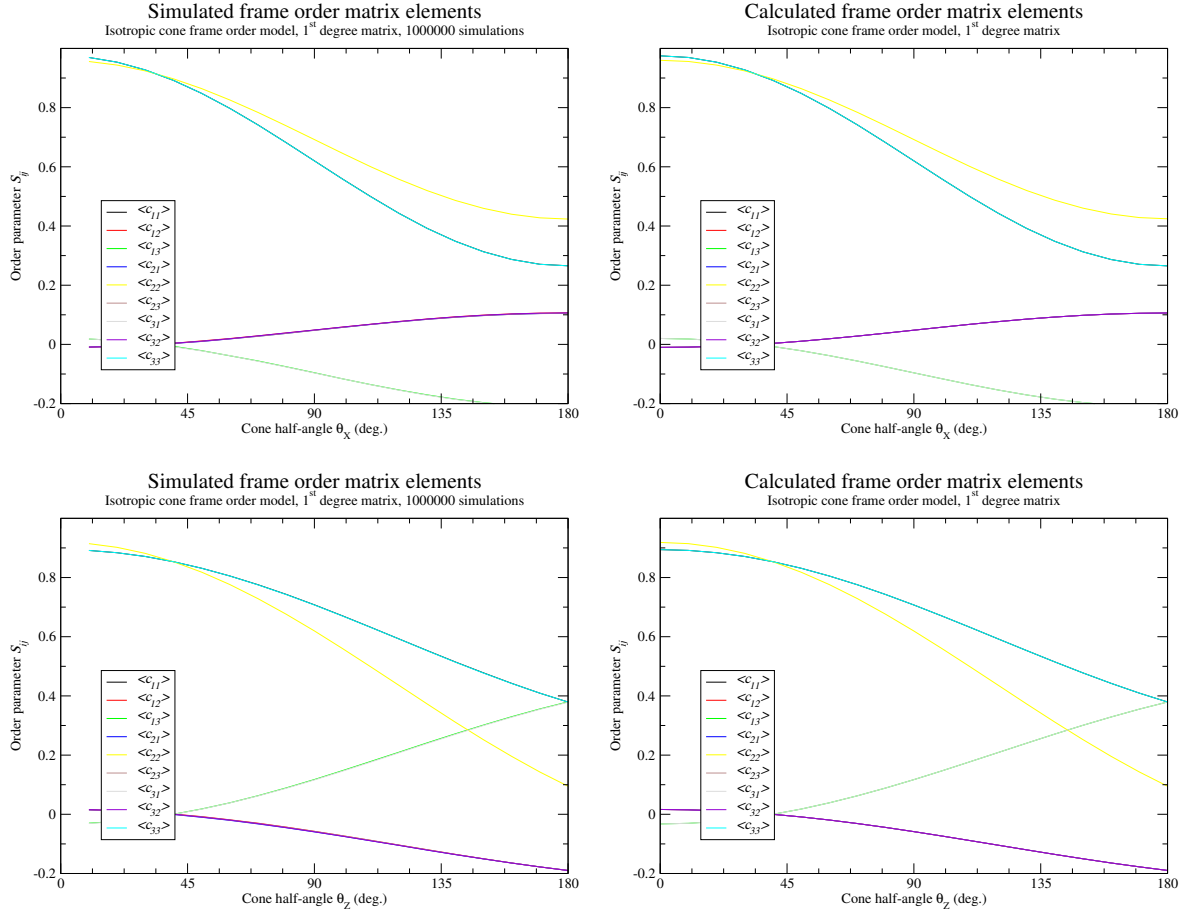 Simulated frame order matrix elements
Isotropic cone frame order model, 1st degree matrix, 1000000 simulations
Order parameter Sij
0.8
0.6
0.4
0.2
0
-0.2
<c11>
<c12>
<c13>
<c21>
<c22>
<c23>
<c31>
<c32>
<c33>
0 45 90 135 180
Cone half-angle θX (deg.)
Calculated frame order matrix elements
Isotropic cone frame order model, 1st degree matrix
Order parameter Sij
0.8
0.6
0.4
0.2
0
-0.2
<c11>
<c12>
<c13>
<c21>
<c22>
<c23>
<c31>
<c32>
<c33>
0 45 90 135 180
Cone half-angle θX (deg.)
Simulated frame order matrix elements
Isotropic cone frame order model, 1st degree matrix, 1000000 simulations
Order parameter Sij
0.8
0.6
0.4
0.2
0
-0.2
<c11>
<c12>
<c13>
<c21>
<c22>
<c23>
<c31>
<c32>
<c33>
0 45 90 135 180
Cone half-angle θZ (deg.)
Calculated frame order matrix elements
Isotropic cone frame order model, 1st degree matrix
Order parameter Sij
0.8
0.6
0.4
0.2
0
-0.2
<c11>
<c12>
<c13>
<c21>
<c22>
<c23>
<c31>
<c32>
<c33>
0 45 90 135 180
Cone half-angle θZ (deg.)